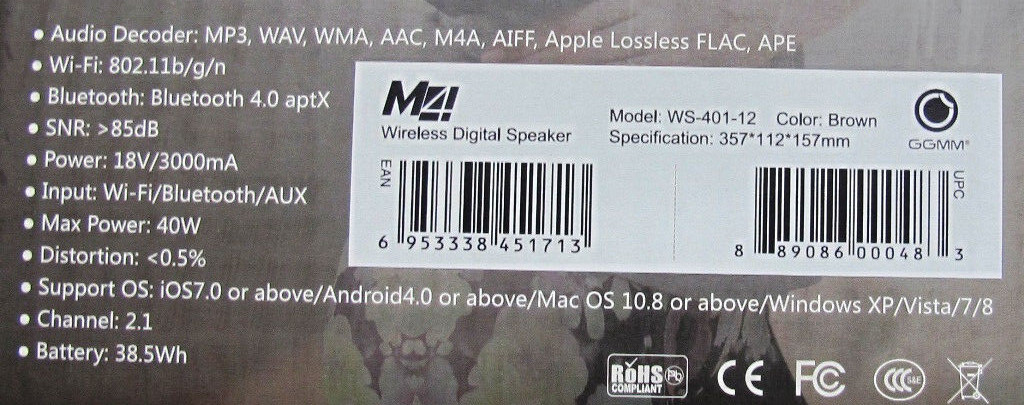 • Audio Decoder: MP3, WAV, WMA, AAC, M4A, AIFF, Apple Lossless FLAC, APE
• Wi-Fi: 802.11b/g/n
• Bluetooth: Bluetooth 4.0 aptX
• SNR: >85dB
• Power: 18V/3000mA
• Input: Wi-Fi/Bluetooth/AUX
• Max Power: 40W
• Distortion: <0.5%
• Support OS: iOS7.0 or above/Android4.0 or above/Mac OS 10.8 or above/Windows XP/Vista/7/8
• Channel: 2.1
• Battery: 38.5Wh
M4!
Wireless Digital Speaker
Model: WS-401-12 Color: Brown
Specification: 357*112*157mm
GGMM®
EAN
6 953338 451713
UPC
8 89086 00048 3
RoHS Pb
COMPLIANT
CE
FC
CCC S&E